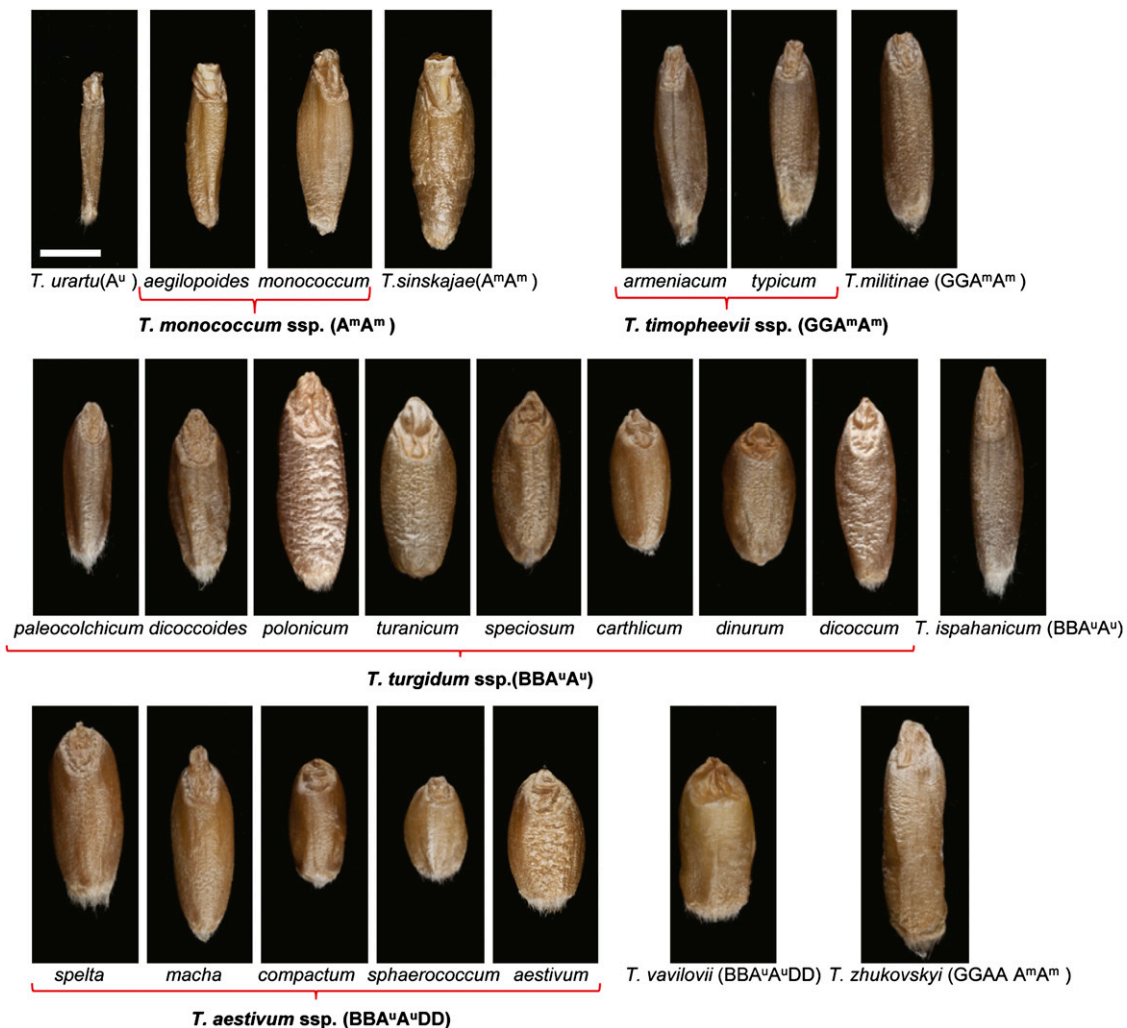 T. urartu(Aᵘ ) aegilopoides monococcum T.sinskajae(AᵐAᵐ ) armeniacum typicum T.militinae (GGAᵐAᵐ )
T. monococcum ssp. (AᵐAᵐ ) T. timopheevii ssp. (GGAᵐAᵐ)
paleocolchicum dicoccoides polonicum turanicum speciosum carthlicum dinurum dicoccum T. ispahanicum (BBAᵘAᵘ)
T. turgidum ssp.(BBAᵘAᵘ)
spelta macha compactum sphaerococcum aestivum T. vavilovii (BBAᵘAᵘDD) T. zhukovskyi (GGAA AᵐAᵐ )
T. aestivum ssp. (BBAᵘAᵘDD)